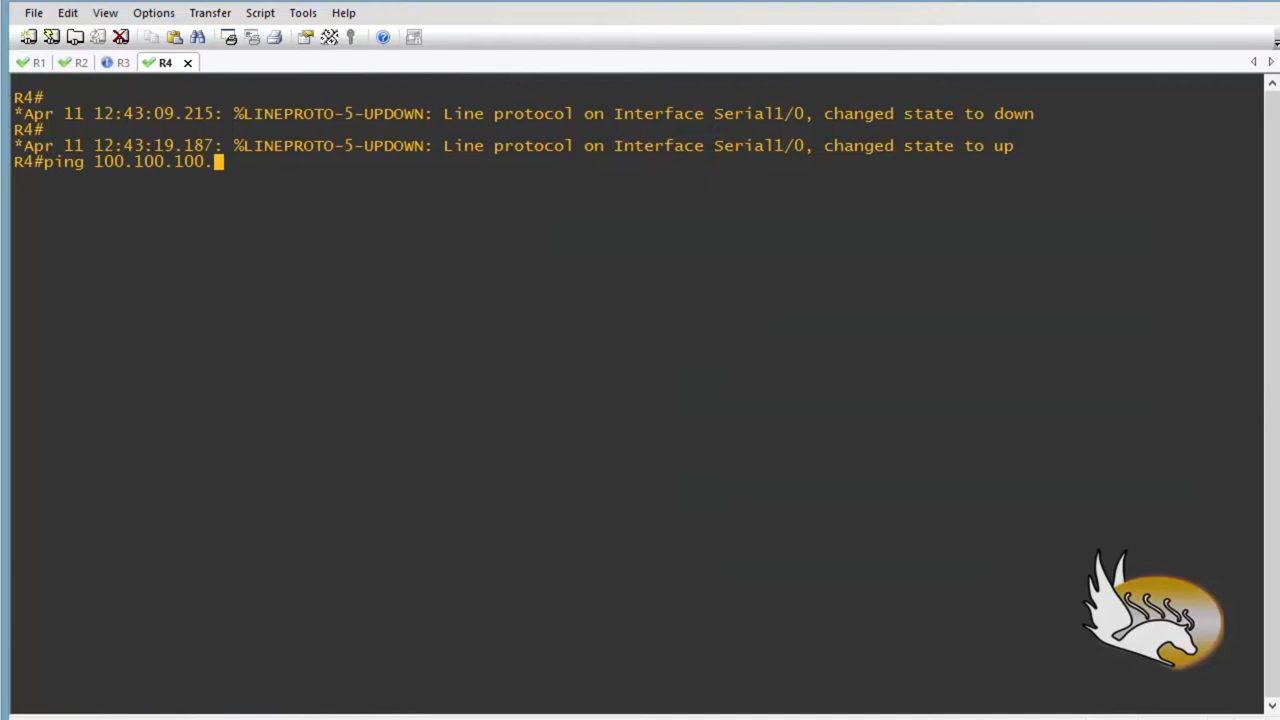 File Edit View Options Transfer Script Tools Help
R1 R2 R3 R4
R4#
*Apr 11 12:43:09.215: %LINEPROTO-5-UPDOWN: Line protocol on Interface Serial1/0, changed state to down
R4#
*Apr 11 12:43:19.187: %LINEPROTO-5-UPDOWN: Line protocol on Interface Serial1/0, changed state to up
R4#ping 100.100.100.